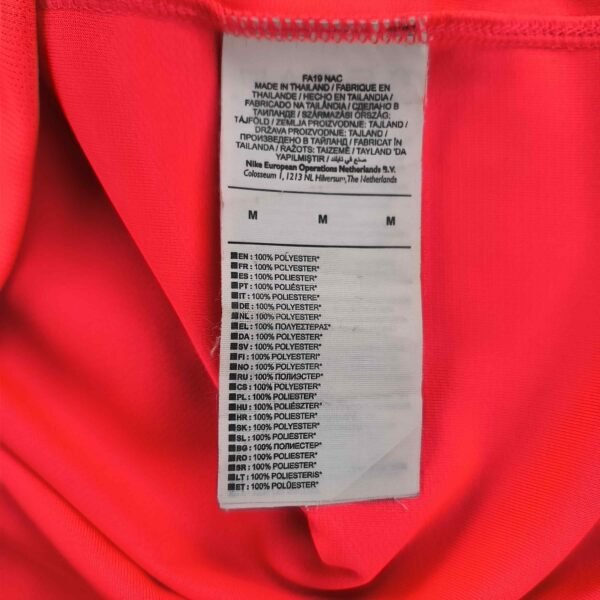 FA19 NAC
MADE IN THAILAND / FABRIQUE EN
THAILANDE / HECHO EN TAILANDIA /
FABRICADO NA TAILÂNDIA / СДЕЛАНО В
ТАИЛАНДЕ / SZÁRMAZÁSI ORSZÁG:
TÁJFÖLD / ZEMLJA PROIZVODNJE: TAJLAND /
DRŽAVA PROIZVODNJE: TAJLAND /
ПРОИЗВЕДЕНО В ТАЙЛАНД / FABRICAT ÎN
TAILANDA / RAŽOTS: TAIZEMĒ / TAYLAND 'DA
YAPILMIŞTIR / صنع في تايلند
Nike European Operations Netherlands B.V.
Colosseum 1, 1213 NL Hilversum, The Netherlands
M M M
EN : 100% POLYESTER*
FR : 100% POLYESTER*
ES : 100% POLIESTER*
PT : 100% POLIÉSTER*
IT : 100% POLIESTERE*
DE : 100% POLYESTER*
NL : 100% POLYESTER*
EL : 100% ΠΟΛΥΕΣΤΕΡΑΣ*
DA : 100% POLYESTER*
SV : 100% POLYESTER*
FI : 100% POLYESTERI*
NO : 100% POLYESTER*
RU : 100% ПОЛИЭСТЕР*
CS : 100% POLYESTER*
PL : 100% POLIESTER*
HU : 100% POLIÉSZTER*
HR : 100% POLIESTER*
SK : 100% POLYESTER*
SL : 100% POLIESTER*
BG : 100% ПОЛИЕСТЕР*
RO : 100% POLIESTER*
SR : 100% POLIESTER*
LT : 100% POLIESTERIS*
ET : 100% POLÜESTER*